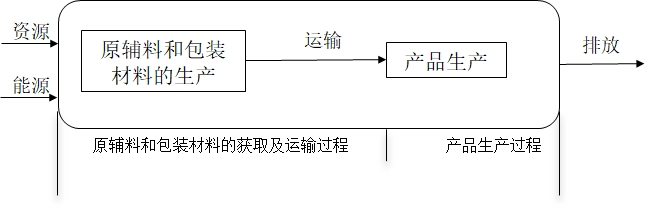 资源
能源
原辅料和包装
材料的生产
运输
产品生产
排放
原辅料和包装材料的获取及运输过程
产品生产过程